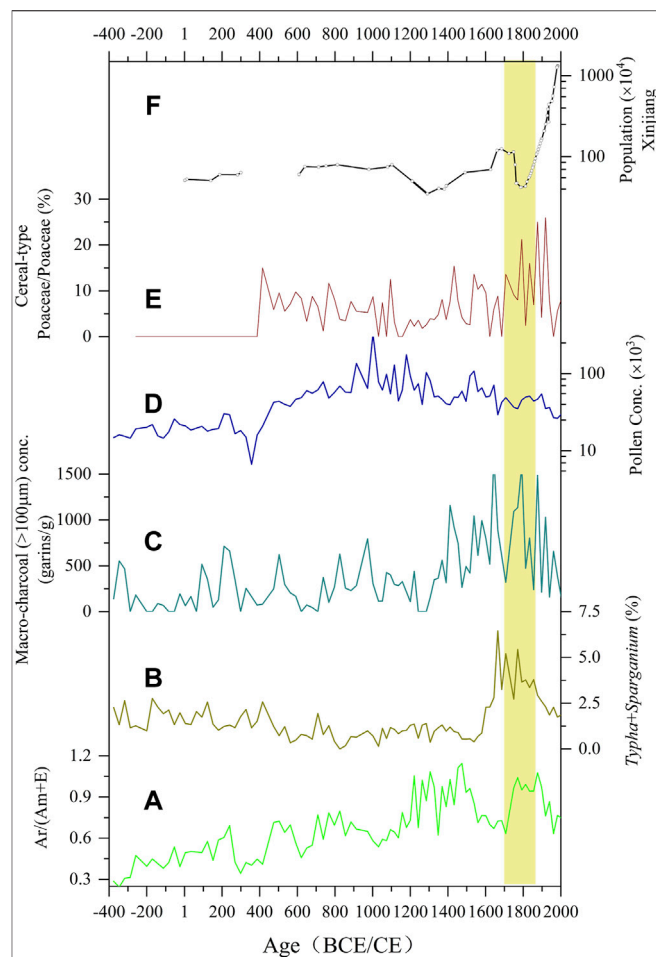 -400 -200 1 200 400 600 800 1000 1200 1400 1600 1800 2000
F
1000
100
Population (×10⁴)
Xinjiang
30
20
10
0
Cereal-type
Poaceae/Poaceae (%)
E
D
100
10
Pollen Conc. (×10³)
1500
1000
500
0
Macro-charcoal (>100μm) conc.
(garins/g)
C
7.5
5.0
2.5
0.0
Typha+Sparganium (%)
B
1.2
0.9
0.6
0.3
Ar/(Am+E)
A
-400 -200 1 200 400 600 800 1000 1200 1400 1600 1800 2000
Age（BCE/CE）